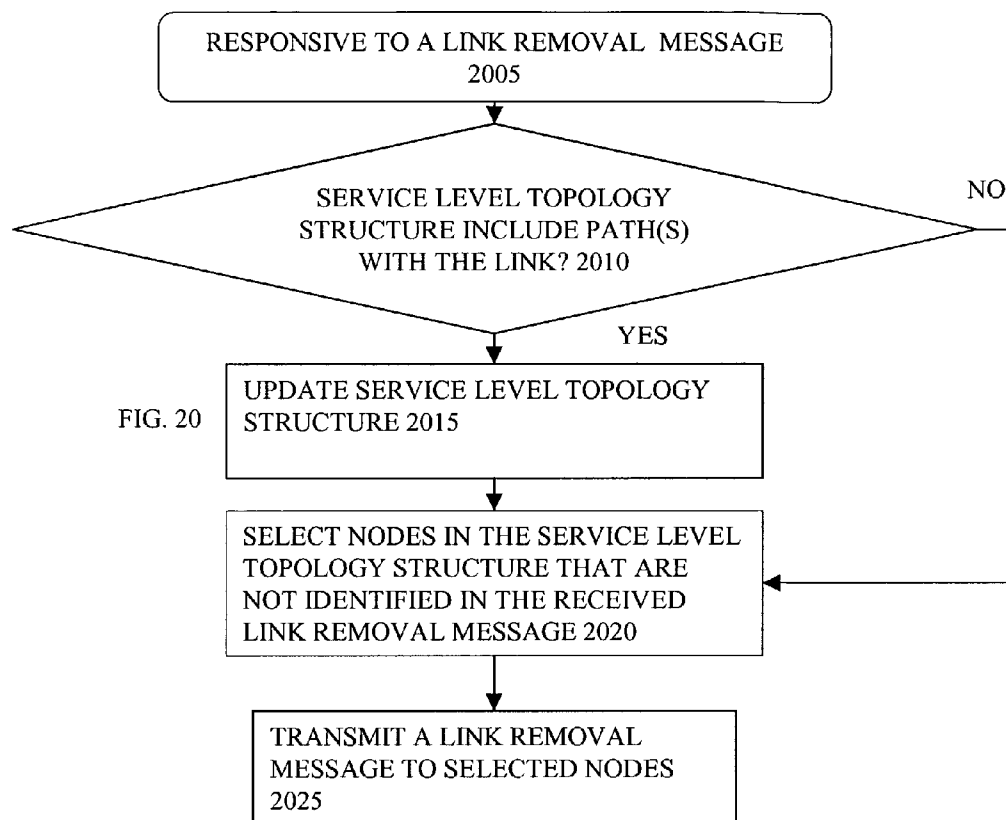 RESPONSIVE TO A LINK REMOVAL MESSAGE
2005
SERVICE LEVEL TOPOLOGY
STRUCTURE INCLUDE PATH(S)
WITH THE LINK? 2010
NO
YES
UPDATE SERVICE LEVEL TOPOLOGY
STRUCTURE 2015
FIG. 20
SELECT NODES IN THE SERVICE LEVEL
TOPOLOGY STRUCTURE THAT ARE
NOT IDENTIFIED IN THE RECEIVED
LINK REMOVAL MESSAGE 2020
TRANSMIT A LINK REMOVAL
MESSAGE TO SELECTED NODES
2025